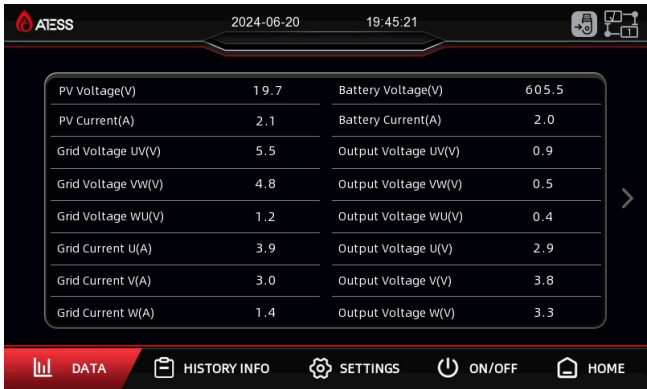 ATESS 2024-06-20 19:45:21
1
PV Voltage(V) 19.7 Battery Voltage(V) 605.5
PV Current(A) 2.1 Battery Current(A) 2.0
Grid Voltage UV(V) 5.5 Output Voltage UV(V) 0.9
Grid Voltage VW(V) 4.8 Output Voltage VW(V) 0.5
Grid Voltage WU(V) 1.2 Output Voltage WU(V) 0.4
Grid Current U(A) 3.9 Output Voltage U(V) 2.9
Grid Current V(A) 3.0 Output Voltage V(V) 3.8
Grid Current W(A) 1.4 Output Voltage W(V) 3.3
DATA HISTORY INFO SETTINGS ON/OFF HOME